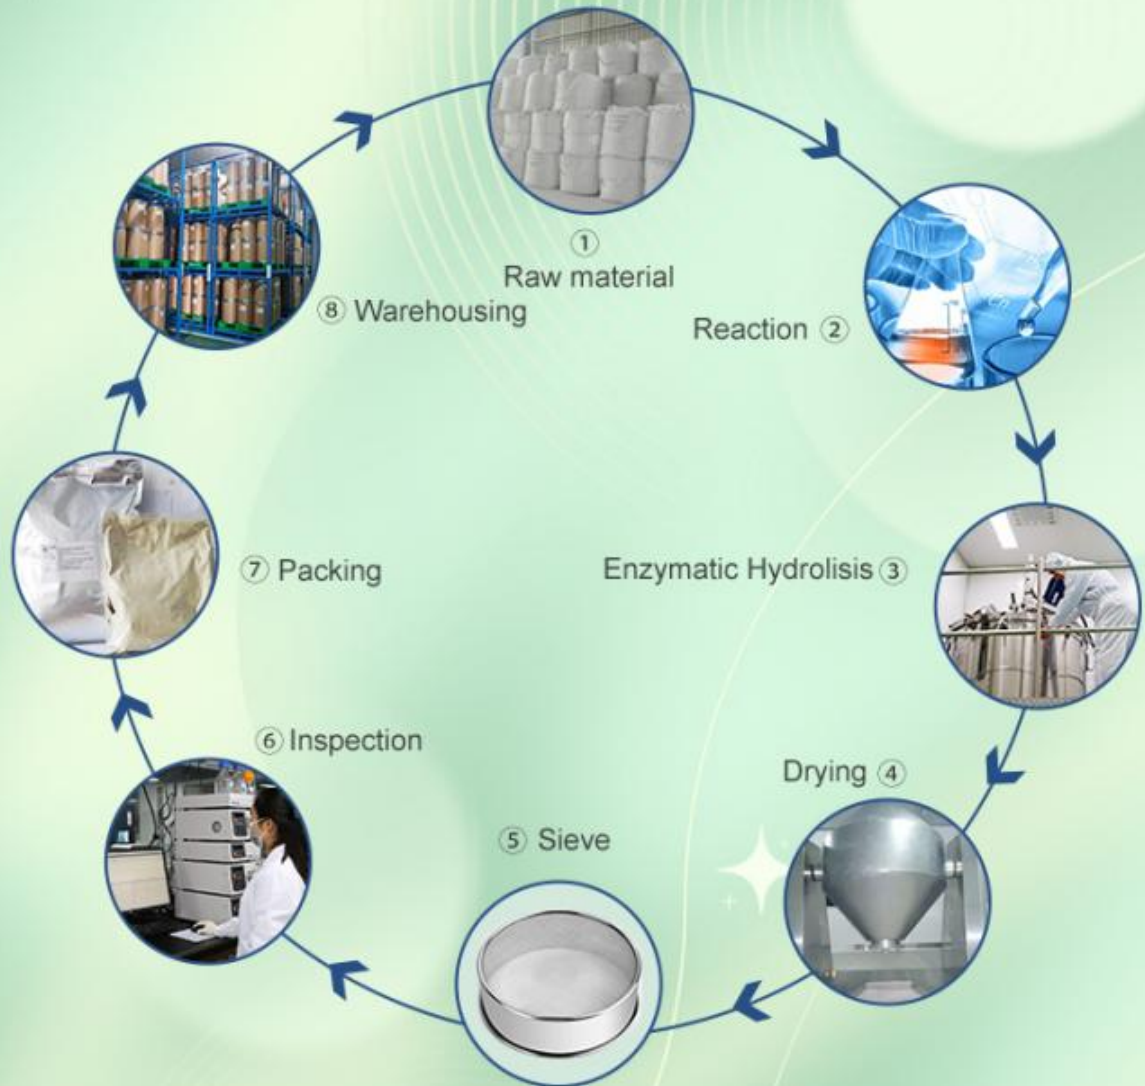 ①
Raw material
Reaction ②
Enzymatic Hydrolisis ③
Drying ④
⑤ Sieve
⑥ Inspection
⑦ Packing
⑧ Warehousing